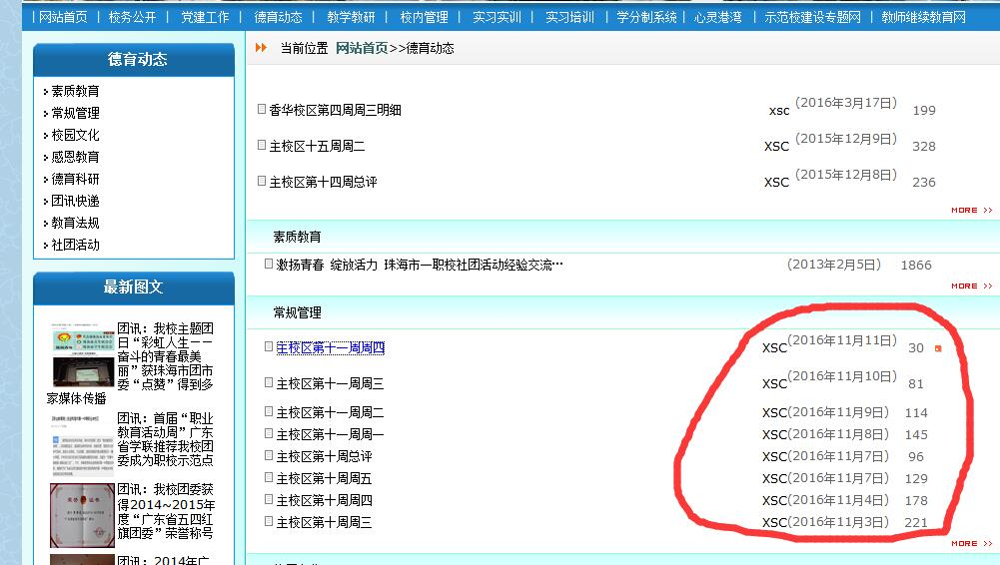 | 网站首页 | 校务公开 | 党建工作 | 德育动态 | 教学教研 | 校内管理 | 实习实训 | 实习培训 | 学分制系统 | 心灵港湾 | 示范校建设专题网 | 教师继续教育网
德育动态
素质教育
常规管理
校园文化
感恩教育
德育科研
团讯快递
教育法规
社团活动
最新图文
团讯：我校主题团
日“彩虹人生——
奋斗的青春最美
丽”获珠海市团市
委“点赞”得到多
家媒体传播
团讯：首届“职业
教育活动周”广东
省学联推荐我校团
委成为职校示范点
团讯：我校团委获
得2014~2015年
度“广东省五四红
旗团委”荣誉称号
团讯：2014年广
当前位置 网站首页>>德育动态
香华校区第四周周三明细 xsc (2016年3月17日) 199
主校区十五周周二 XSC (2015年12月9日) 328
主校区第十四周总评 XSC (2015年12月8日) 236
MORE >>
素质教育
激扬青春 绽放活力 珠海市一职校社团活动经验交流… (2013年2月5日) 1866
MORE >>
常规管理
主校区第十一周周四 XSC (2016年11月11日) 30
主校区第十一周周三 XSC (2016年11月10日) 81
主校区第十一周周二 XSC(2016年11月9日) 114
主校区第十一周周一 XSC(2016年11月8日) 145
主校区第十周总评 XSC(2016年11月7日) 96
主校区第十周周五 XSC(2016年11月7日) 129
主校区第十周周四 XSC(2016年11月4日) 178
主校区第十周周三 XSC(2016年11月3日) 221
MORE >>